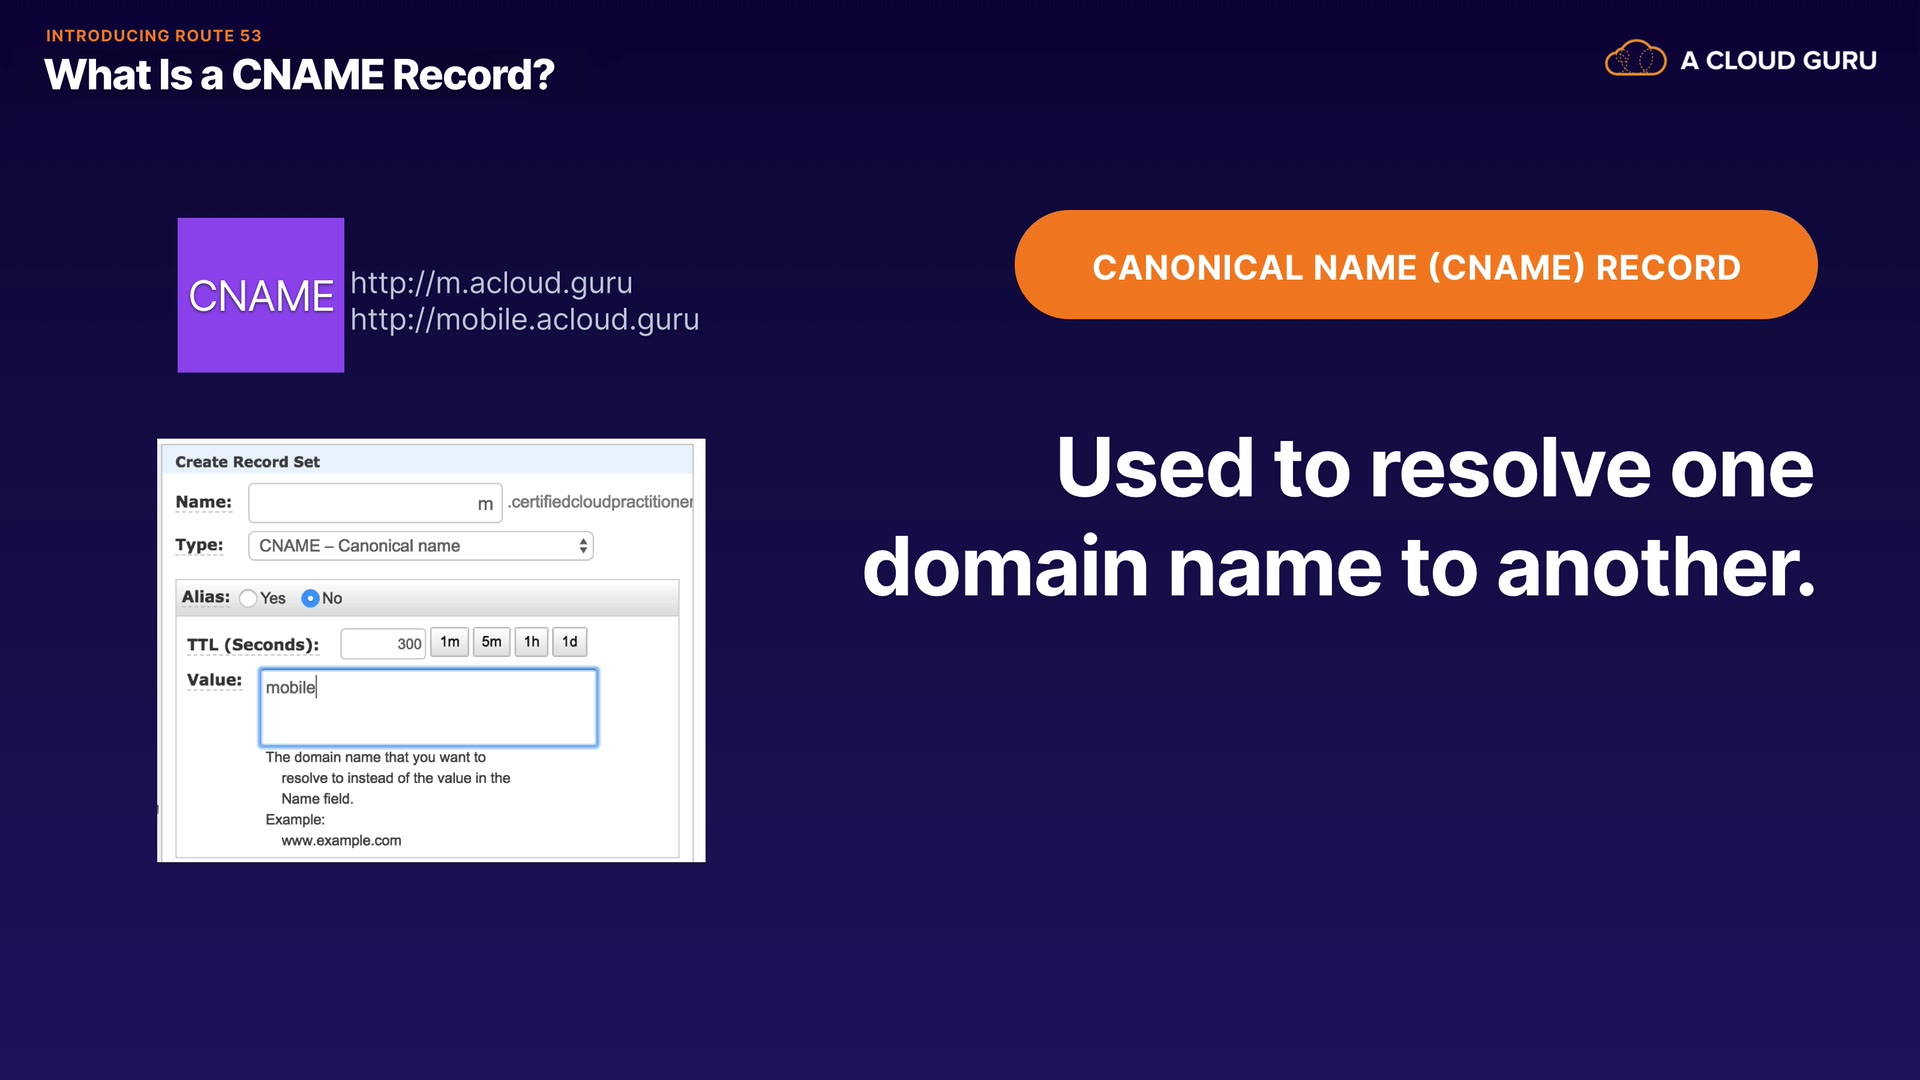 INTRODUCING ROUTE 53
What Is a CNAME Record?
A CLOUD GURU
CNAME
http://m.acloud.guru
http://mobile.acloud.guru
CANONICAL NAME (CNAME) RECORD
Used to resolve one
domain name to another.
Create Record Set
Name: m .certifiedcloudpractitioner
Type: CNAME – Canonical name
Alias: Yes No
TTL (Seconds): 300 1m 5m 1h 1d
Value: mobile
The domain name that you want to
resolve to instead of the value in the
Name field.
Example:
www.example.com